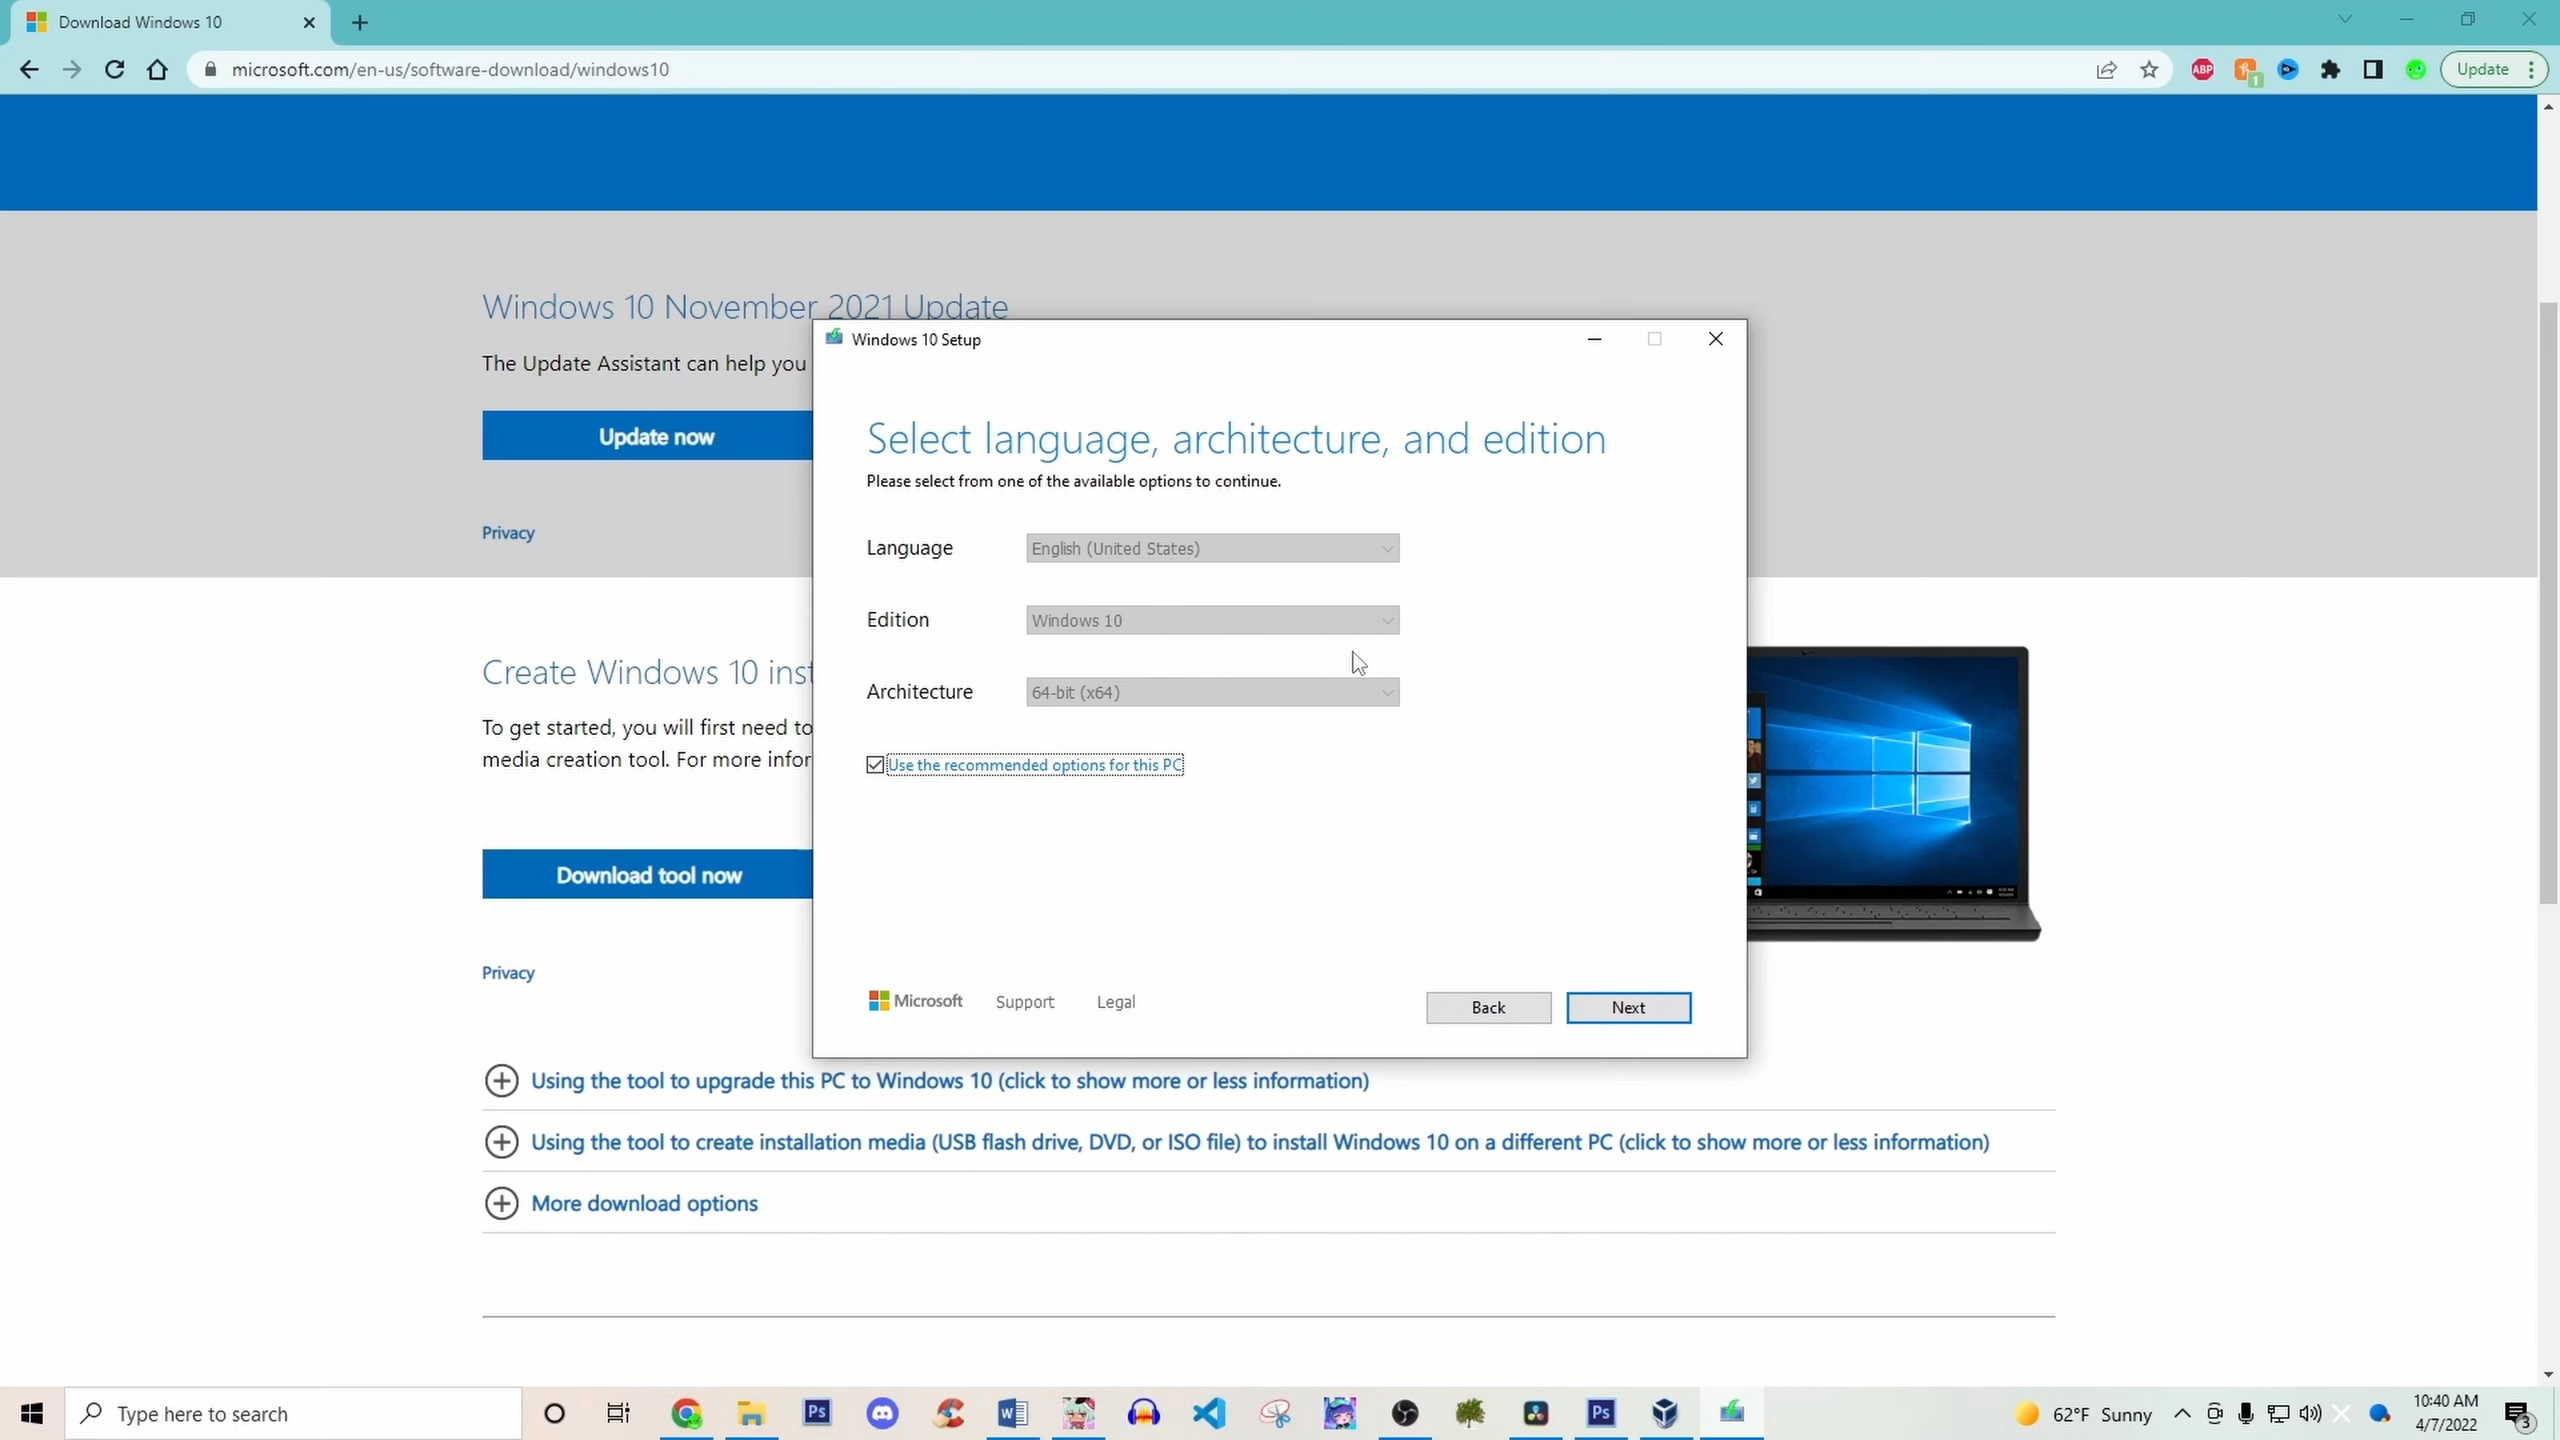 Download Windows 10
microsoft.com/en-us/software-download/windows10
ABP
1
Update
Windows 10 November 2021 Update
The Update Assistant can help you
Update now
Privacy
Windows 10 Setup
Select language, architecture, and edition
Please select from one of the available options to continue.
Language
English (United States)
Edition
Windows 10
Architecture
64-bit (x64)
Use the recommended options for this PC
Microsoft
Support
Legal
Back
Next
Create Windows 10 inst
To get started, you will first need to
media creation tool. For more infor
Download tool now
Privacy
Using the tool to upgrade this PC to Windows 10 (click to show more or less information)
Using the tool to create installation media (USB flash drive, DVD, or ISO file) to install Windows 10 on a different PC (click to show more or less information)
More download options
Type here to search
Ps
Ps
62°F Sunny
10:40 AM
4/7/2022
3